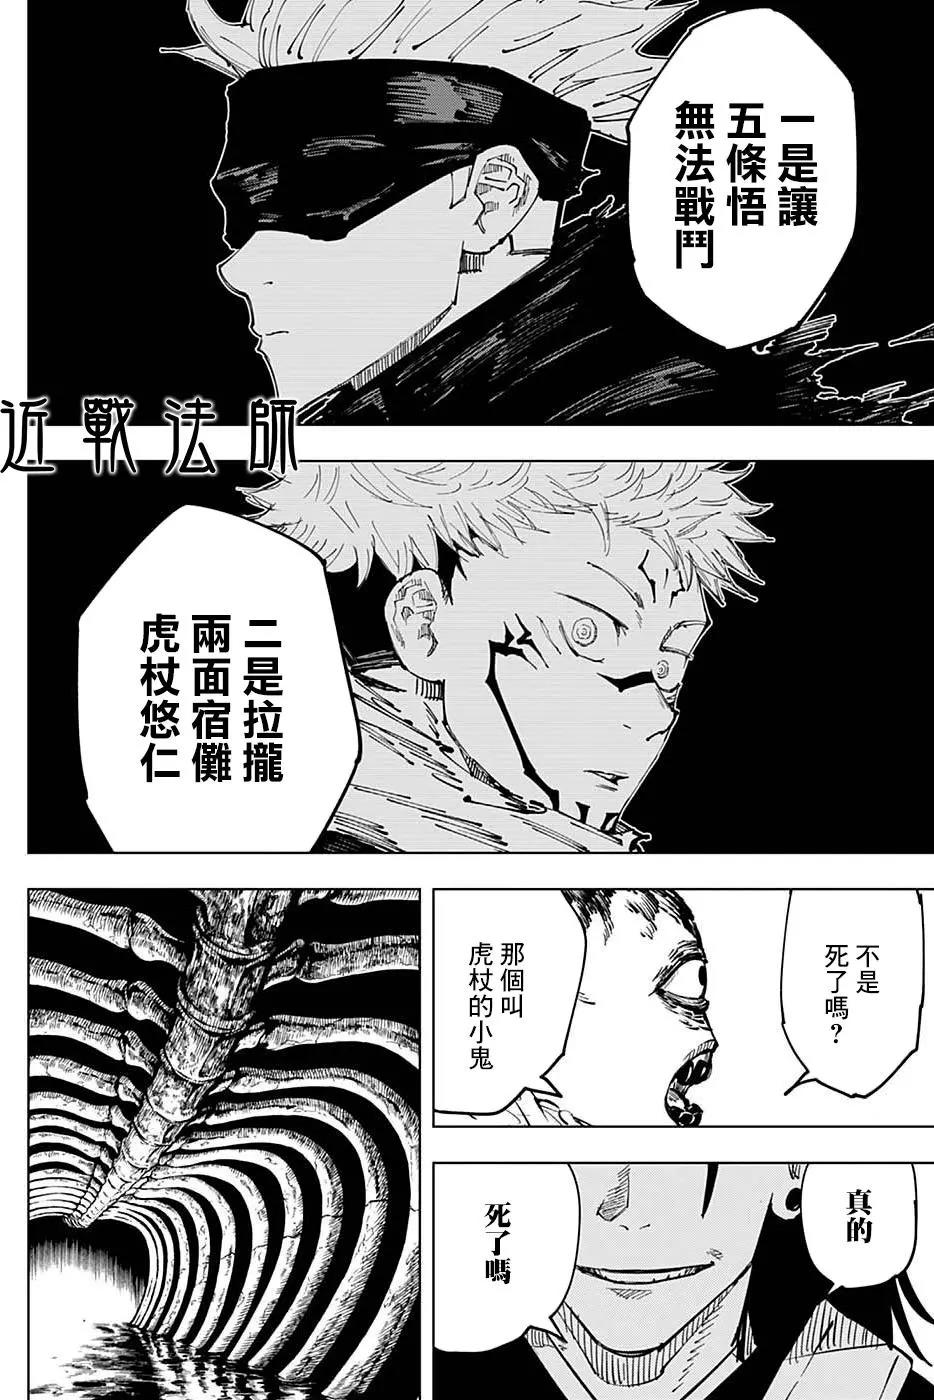 一是讓
五條悟
無法戰鬥
近戰法師
二是拉攏
兩面宿儺
虎杖悠仁
不是
死了嗎？
那個叫
虎杖的小鬼
真的
死了嗎